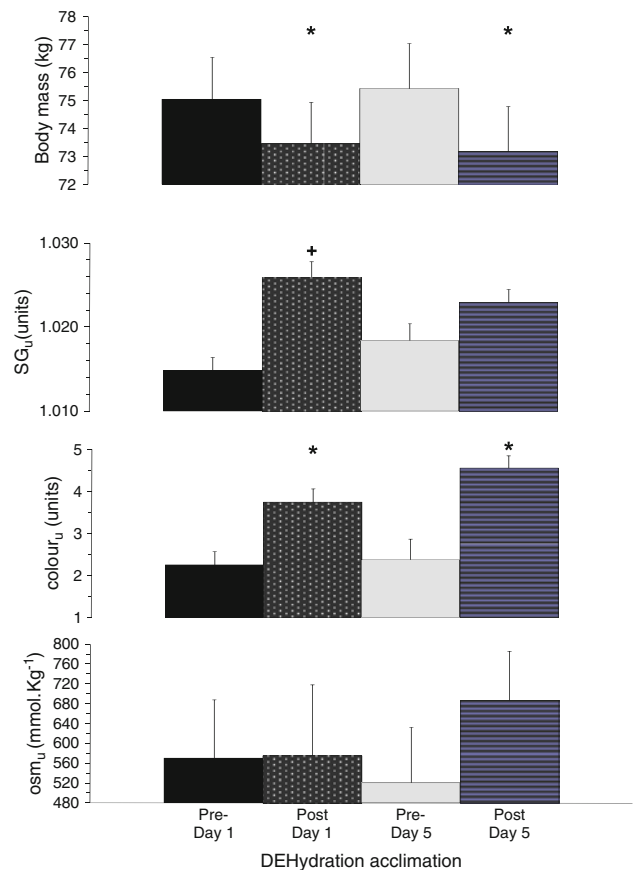 Body mass (kg)
78
77
76
75
74
73
72
*
*
SGᵤ(units)
1.030
1.020
1.010
+
colourᵤ (units)
5
4
3
2
1
*
*
osmᵤ (mmol.Kg⁻¹)
800
760
720
680
640
600
560
520
480
Pre-
Day 1
Post
Day 1
Pre-
Day 5
Post
Day 5
DEHydration acclimation